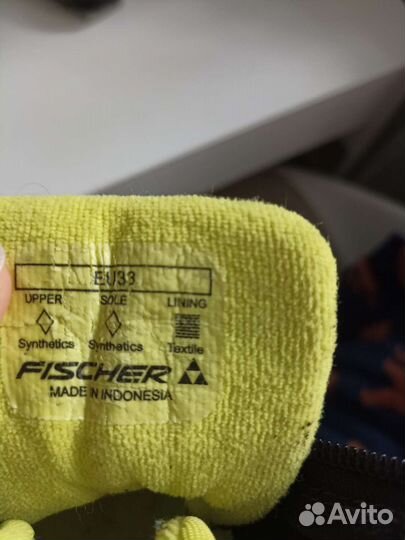 EU33
UPPER SOLE LINING
Synthetics Synthetics Textile
FISCHER
MADE IN INDONESIA
Avito